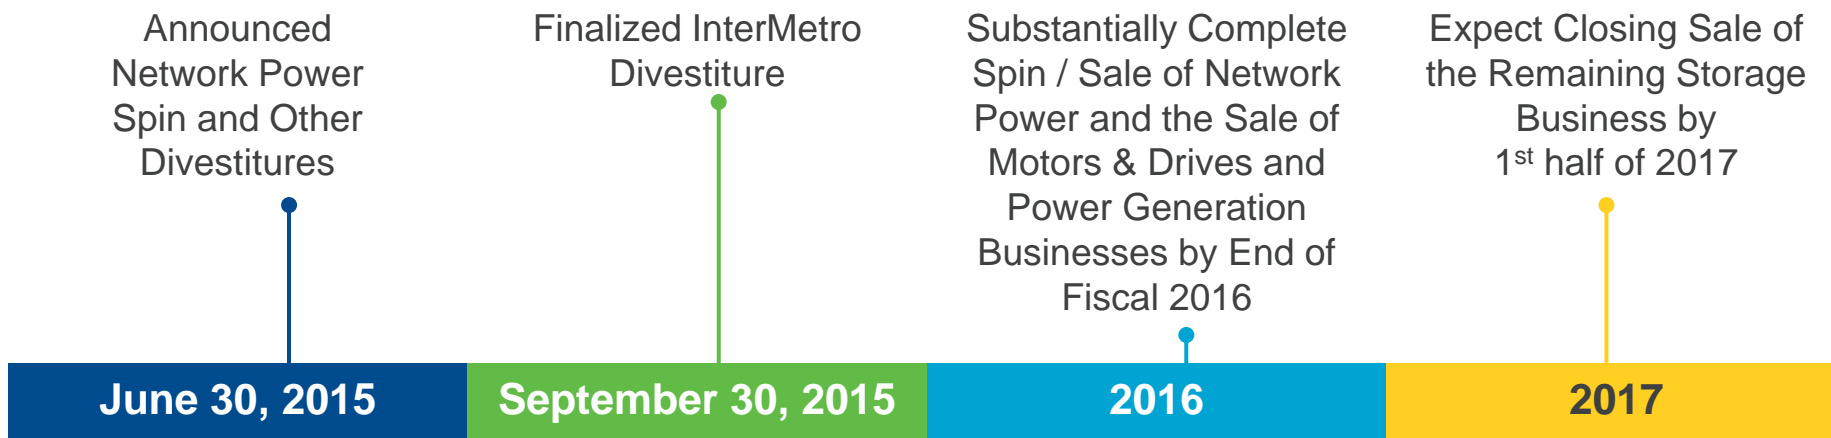 Announced
Network Power
Spin and Other
Divestitures
Finalized InterMetro
Divestiture
Substantially Complete
Spin / Sale of Network
Power and the Sale of
Motors & Drives and
Power Generation
Businesses by End of
Fiscal 2016
Expect Closing Sale of
the Remaining Storage
Business by
1st half of 2017
June 30, 2015
September 30, 2015
2016
2017